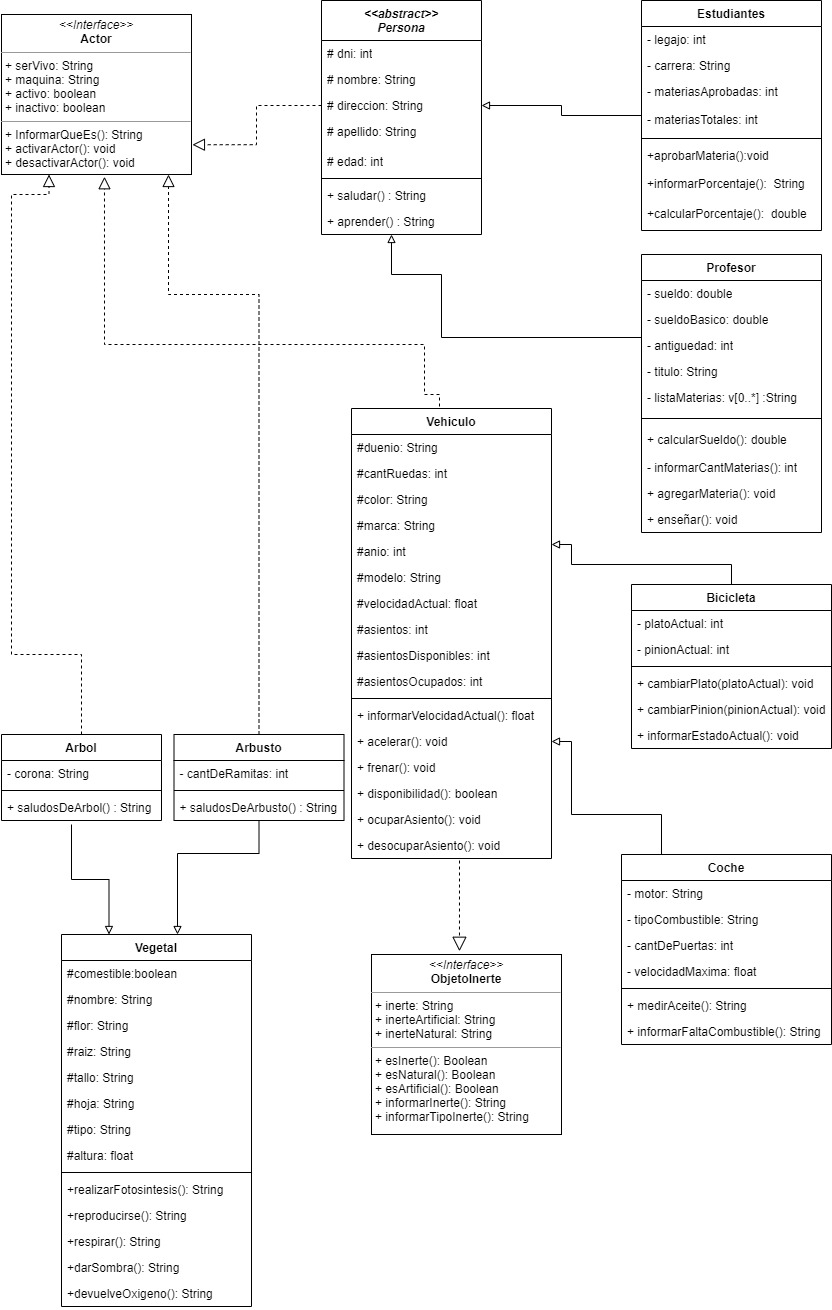 <<Interface>>
Actor
+ serVivo: String
+ maquina: String
+ activo: boolean
+ inactivo: boolean
+ InformarQueEs(): String
+ activarActor(): void
+ desactivarActor(): void
<<abstract>>
Persona
# dni: int
# nombre: String
# direccion: String
# apellido: String
# edad: int
+ saludar() : String
+ aprender() : String
Estudiantes
- legajo: int
- carrera: String
- materiasAprobadas: int
- materiasTotales: int
+aprobarMateria():void
+informarPorcentaje(): String
+calcularPorcentaje(): double
Profesor
- sueldo: double
- sueldoBasico: double
- antiguedad: int
- titulo: String
- listaMaterias: v[0..*] :String
+ calcularSueldo(): double
- informarCantMaterias(): int
+ agregarMateria(): void
+ enseñar(): void
Vehiculo
#duenio: String
#cantRuedas: int
#color: String
#marca: String
#anio: int
#modelo: String
#velocidadActual: float
#asientos: int
#asientosDisponibles: int
#asientosOcupados: int
+ informarVelocidadActual(): float
+ acelerar(): void
+ frenar(): void
+ disponibilidad(): boolean
+ ocuparAsiento(): void
+ desocuparAsiento(): void
Bicicleta
- platoActual: int
- pinionActual: int
+ cambiarPlato(platoActual): void
+ cambiarPinion(pinionActual): void
+ informarEstadoActual(): void
Arbol
- corona: String
+ saludosDeArbol() : String
Arbusto
- cantDeRamitas: int
+ saludosDeArbusto() : String
Coche
- motor: String
- tipoCombustible: String
- cantDePuertas: int
- velocidadMaxima: float
+ medirAceite(): String
+ informarFaltaCombustible(): String
Vegetal
#comestible:boolean
#nombre: String
#flor: String
#raiz: String
#tallo: String
#hoja: String
#tipo: String
#altura: float
+realizarFotosintesis(): String
+reproducirse(): String
+respirar(): String
+darSombra(): String
+devuelveOxigeno(): String
<<Interface>>
ObjetoInerte
+ inerte: String
+ inerteArtificial: String
+ inerteNatural: String
+ esInerte(): Boolean
+ esNatural(): Boolean
+ esArtificial(): Boolean
+ informarInerte(): String
+ informarTipoInerte(): String